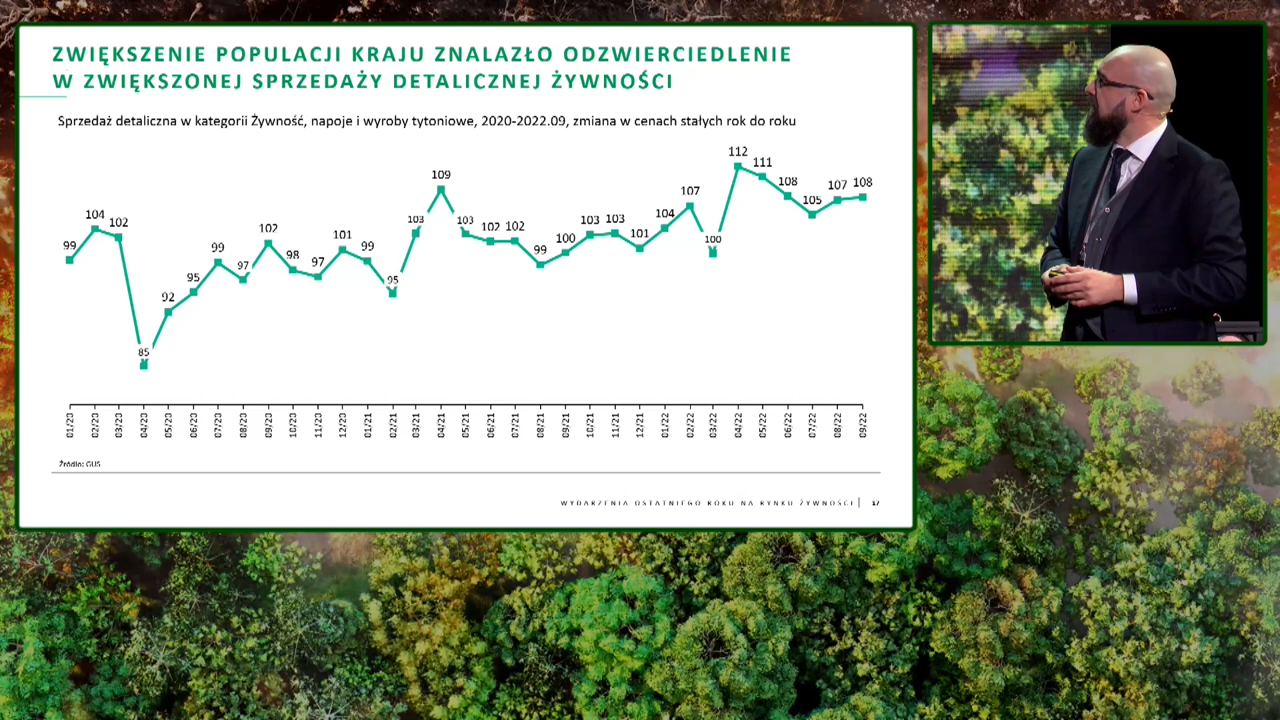 ZWIĘKSZENIE POPULACJI KRAJU ZNALAZŁO ODZWIERCIEDLENIE
W ZWIĘKSZONEJ SPRZEDAŻY DETALICZNEJ ŻYWNOŚCI
Sprzedaż detaliczna w kategorii Żywność, napoje i wyroby tytoniowe, 2020-2022.09, zmiana w cenach stałych rok do roku
99 104 102 85 92 95 99 97 102 98 97 101 99 95 103 109 103 102 102 99 100 103 103 101 104 107 100 112 111 108 105 107 108
01/20 02/20 03/20 04/20 05/20 06/20 07/20 08/20 09/20 10/20 11/20 12/20 01/21 02/21 03/21 04/21 05/21 06/21 07/21 08/21 09/21 10/21 11/21 12/21 01/22 02/22 03/22 04/22 05/22 06/22 07/22 08/22 09/22
Źródło: GUS
WYDARZENIA OSTATNIEGO ROKU NA RYNKU ŻYWNOŚCI | 17